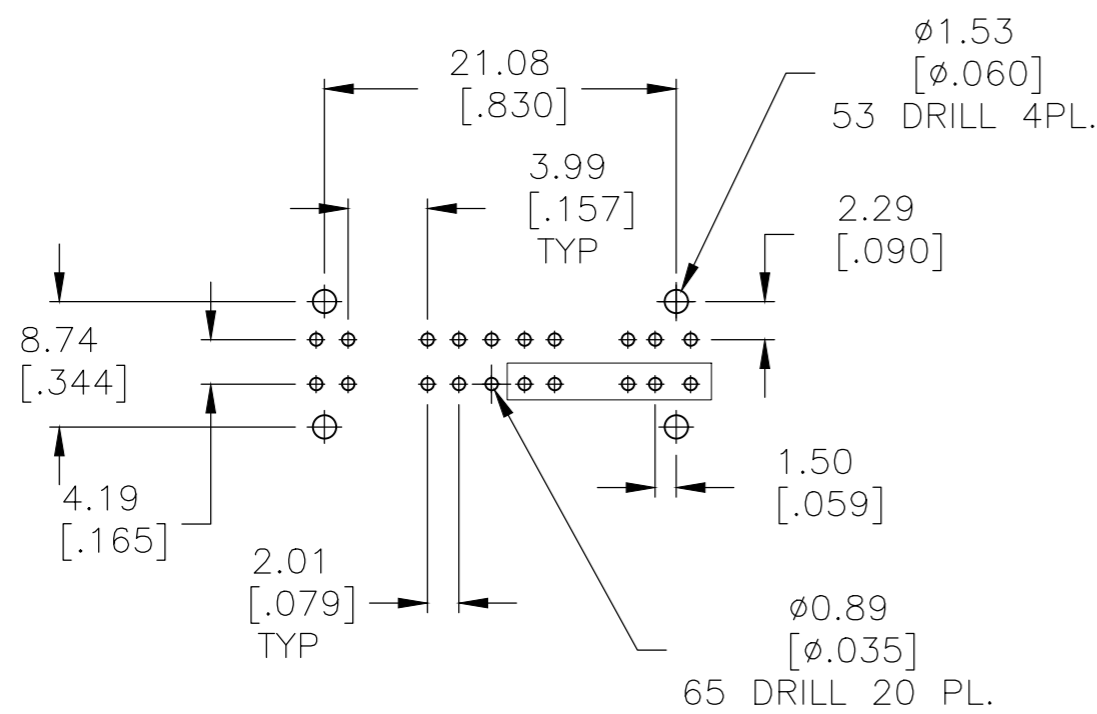 ø1.53
[ø.060]
53 DRILL 4PL.
21.08
[.830]
3.99
[.157]
TYP
2.29
[.090]
8.74
[.344]
4.19
[.165]
1.50
[.059]
2.01
[.079]
TYP
ø0.89
[ø.035]
65 DRILL 20 PL.